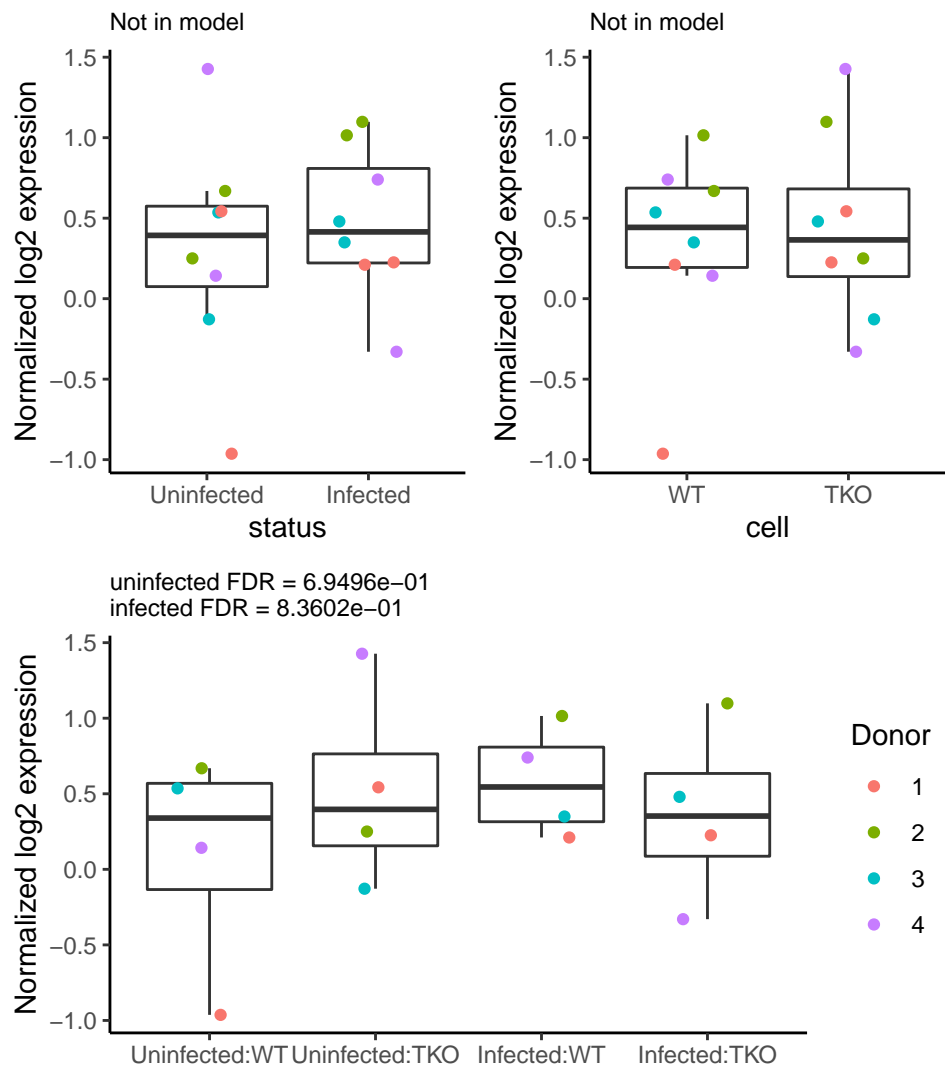 Not in model
Normalized log2 expression
1.5
1.0
0.5
0.0
−0.5
−1.0
Uninfected
Infected
status
Not in model
Normalized log2 expression
1.5
1.0
0.5
0.0
−0.5
−1.0
WT
TKO
cell
uninfected FDR = 6.9496e−01
infected FDR = 8.3602e−01
Normalized log2 expression
1.5
1.0
0.5
0.0
−0.5
−1.0
Uninfected:WT
Uninfected:TKO
Infected:WT
Infected:TKO
Donor
1
2
3
4